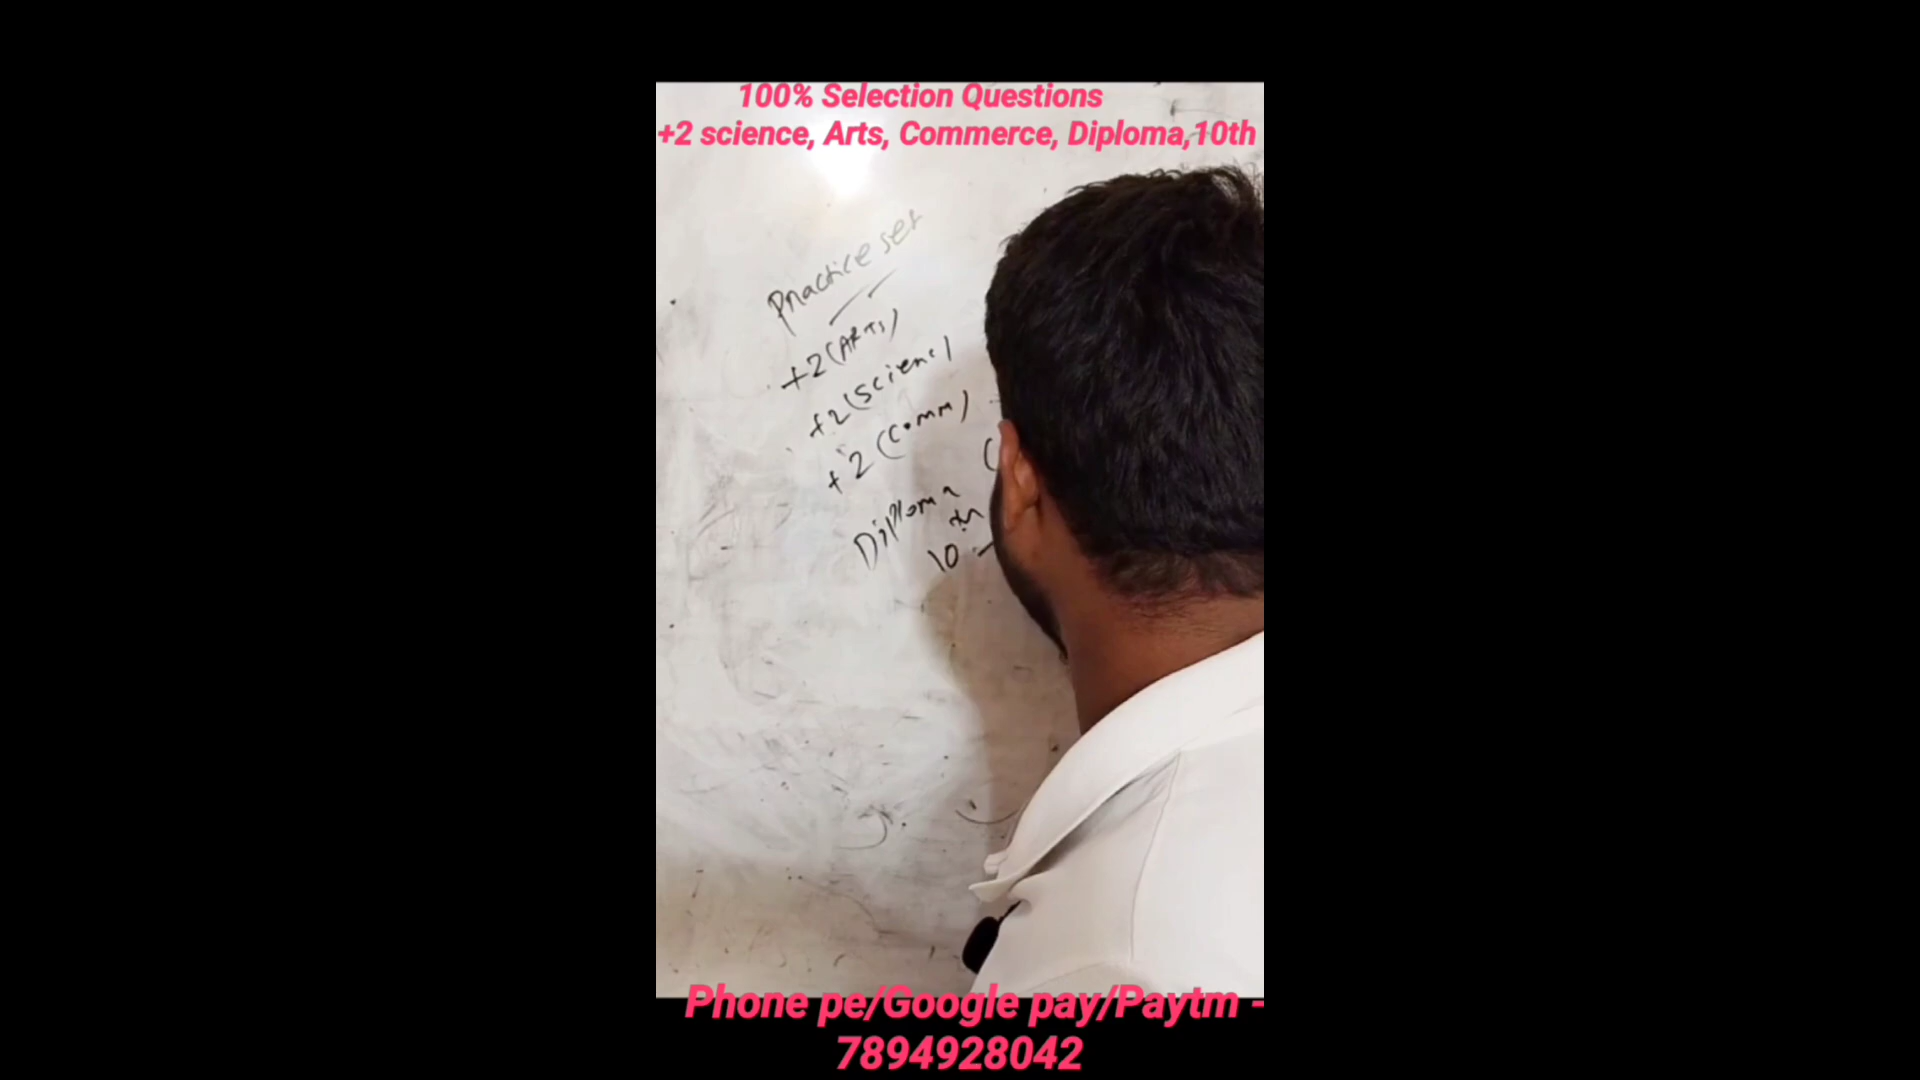 100% Selection Questions
+2 science, Arts, Commerce, Diploma,10th
Practice set
+2 (ARTs)
+2 (Scienc)
+2 (Comm)
Diploma
10th
Phone pe/Google pay/Paytm -
7894928042